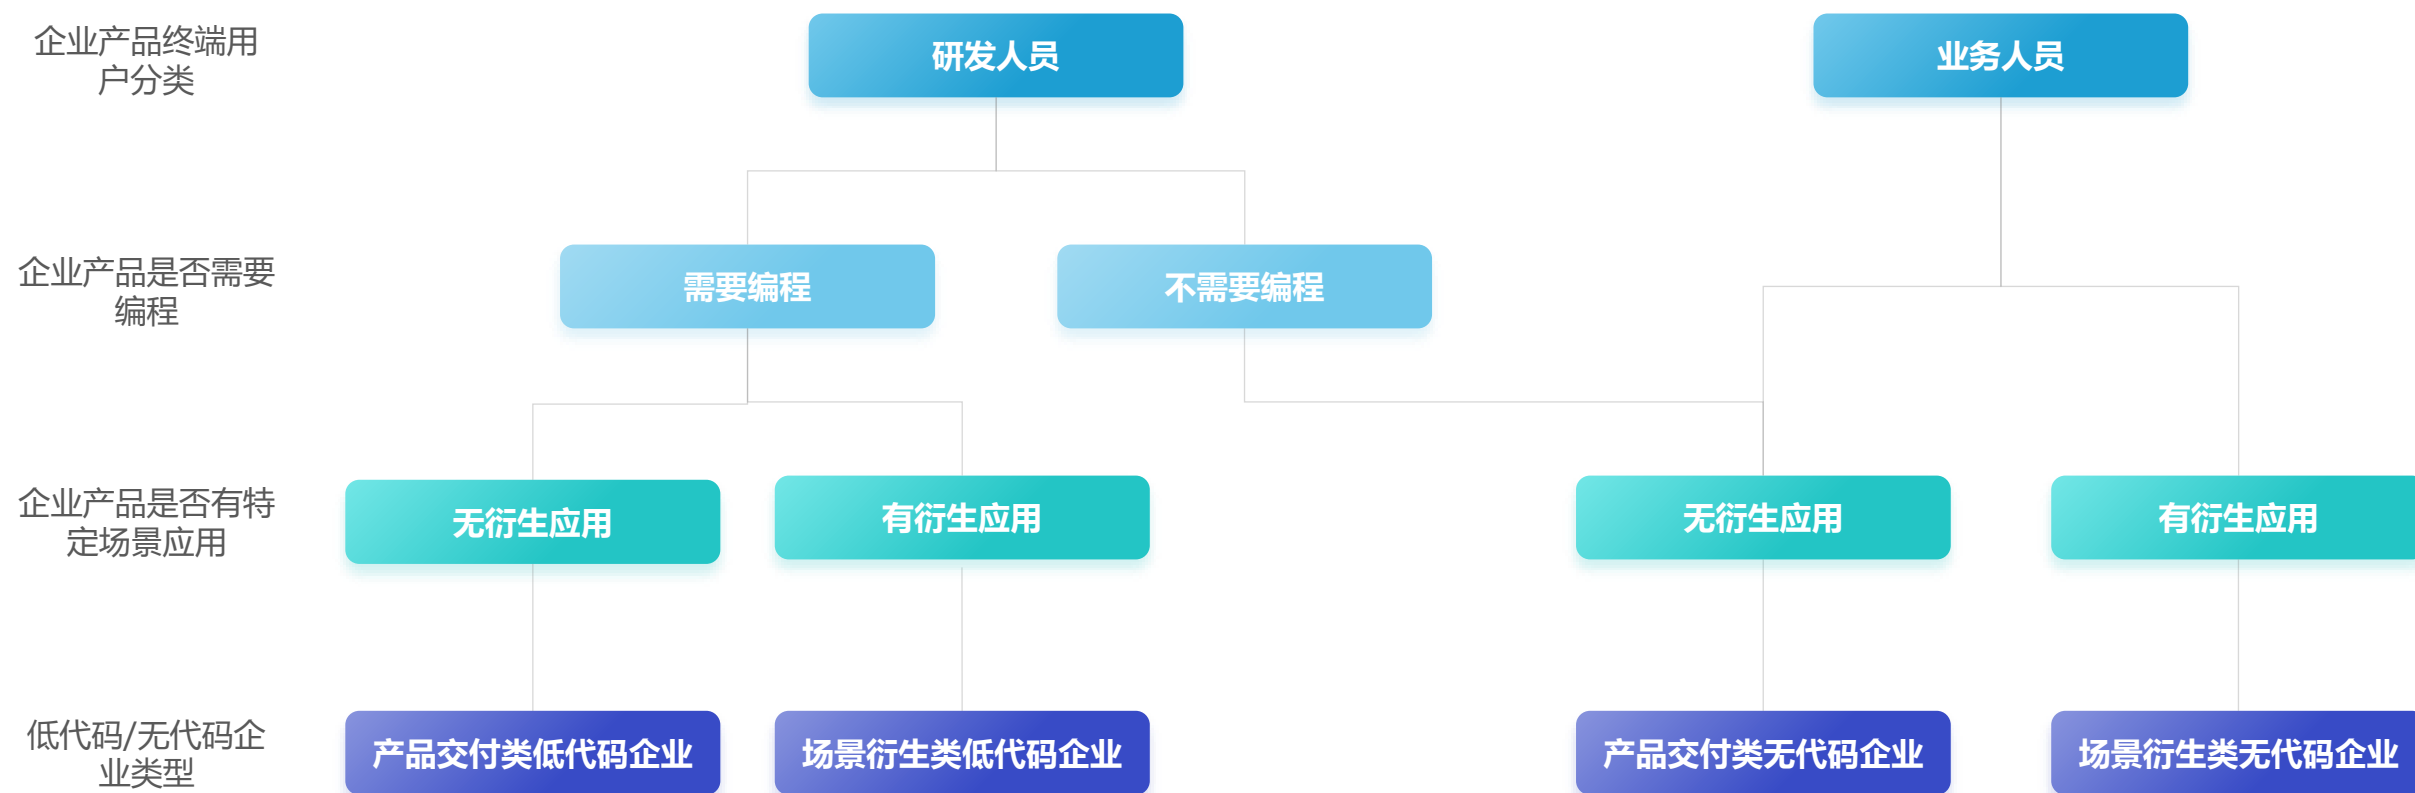 企业产品终端用
户分类
研发人员
业务人员
企业产品是否需要
编程
需要编程
不需要编程
企业产品是否有特
定场景应用
无衍生应用
有衍生应用
无衍生应用
有衍生应用
低代码/无代码企
业类型
产品交付类低代码企业
场景衍生类低代码企业
产品交付类无代码企业
场景衍生类无代码企业